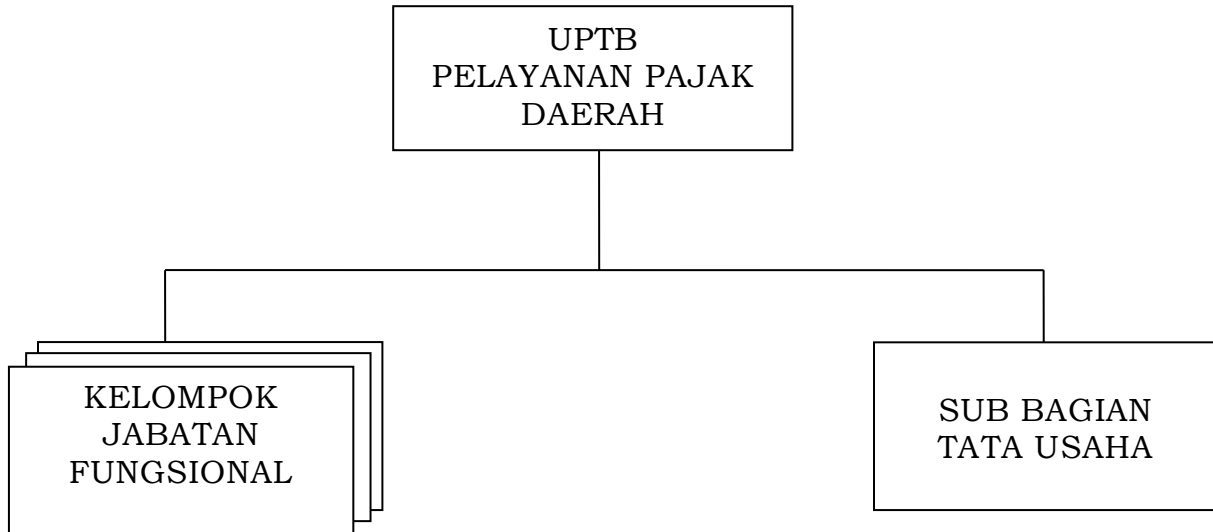 UPTB
PELAYANAN PAJAK
DAERAH
KELOMPOK
JABATAN
FUNGSIONAL
SUB BAGIAN
TATA USAHA